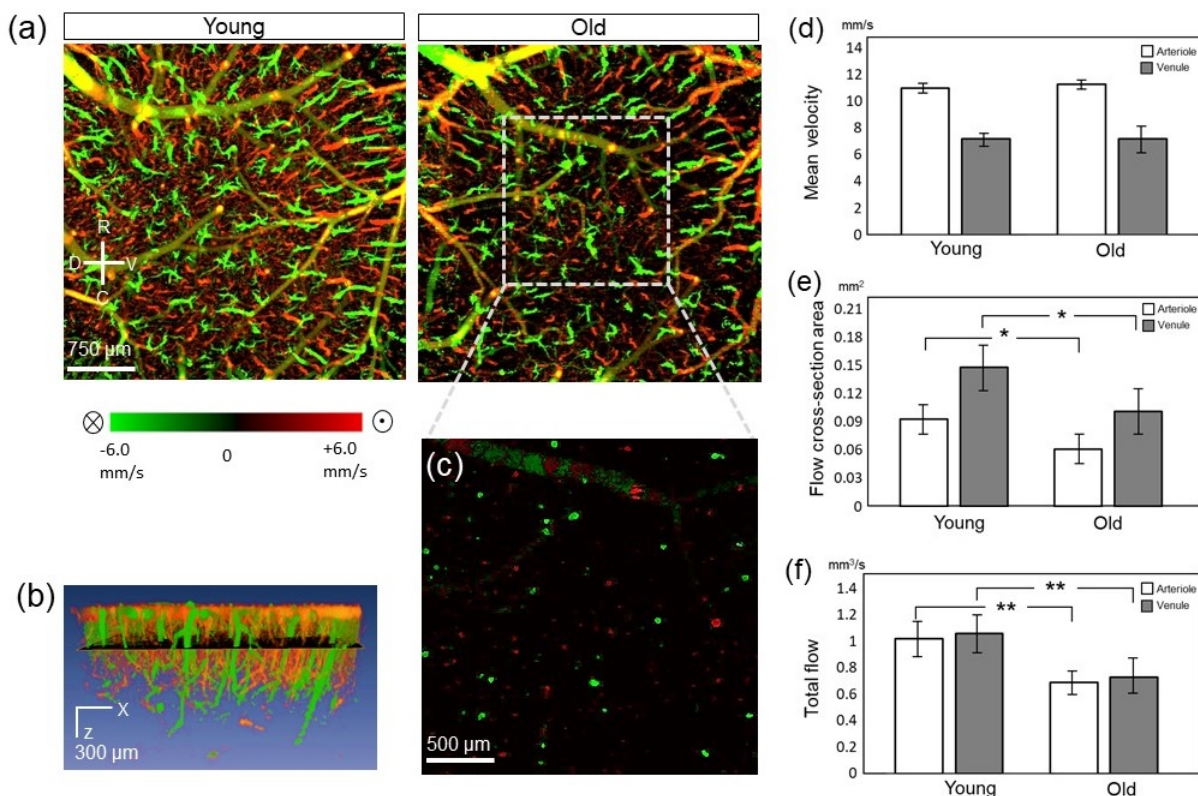 (a)
Young
Old
R
D
V
C
750 µm
-6.0
mm/s
0
+6.0
mm/s
(b)
X
Z
300 µm
(c)
500 µm
(d)
mm/s
14
12
10
8
6
4
2
0
Mean velocity
Arteriole
Venule
Young
Old
(e)
mm²
0.21
0.18
0.15
0.12
0.09
0.06
0.03
0
Flow cross-section area
Arteriole
Venule
*
*
Young
Old
(f)
mm³/s
1.4
1.2
1
0.8
0.6
0.4
0.2
0
Total flow
Arteriole
Venule
**
**
Young
Old